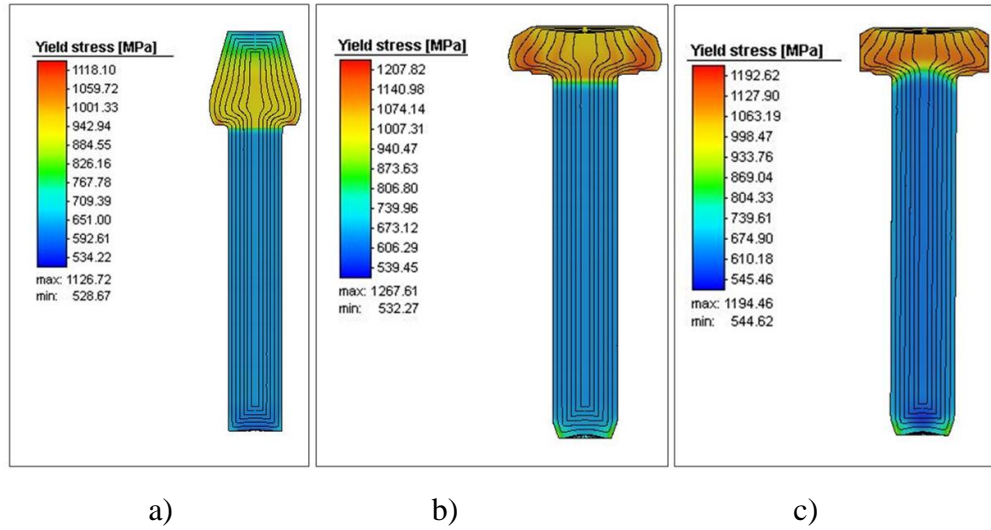 Yield stress [MPa]
1118.10
1059.72
1001.33
942.94
884.55
826.16
767.78
709.39
651.00
592.61
534.22
max: 1126.72
min: 528.67
Yield stress [MPa]
1207.82
1140.98
1074.14
1007.31
940.47
873.63
806.80
739.96
673.12
606.29
539.45
max: 1267.61
min: 532.27
Yield stress [MPa]
1192.62
1127.90
1063.19
998.47
933.76
869.04
804.33
739.61
674.90
610.18
545.46
max: 1194.46
min: 544.62
a)
b)
c)